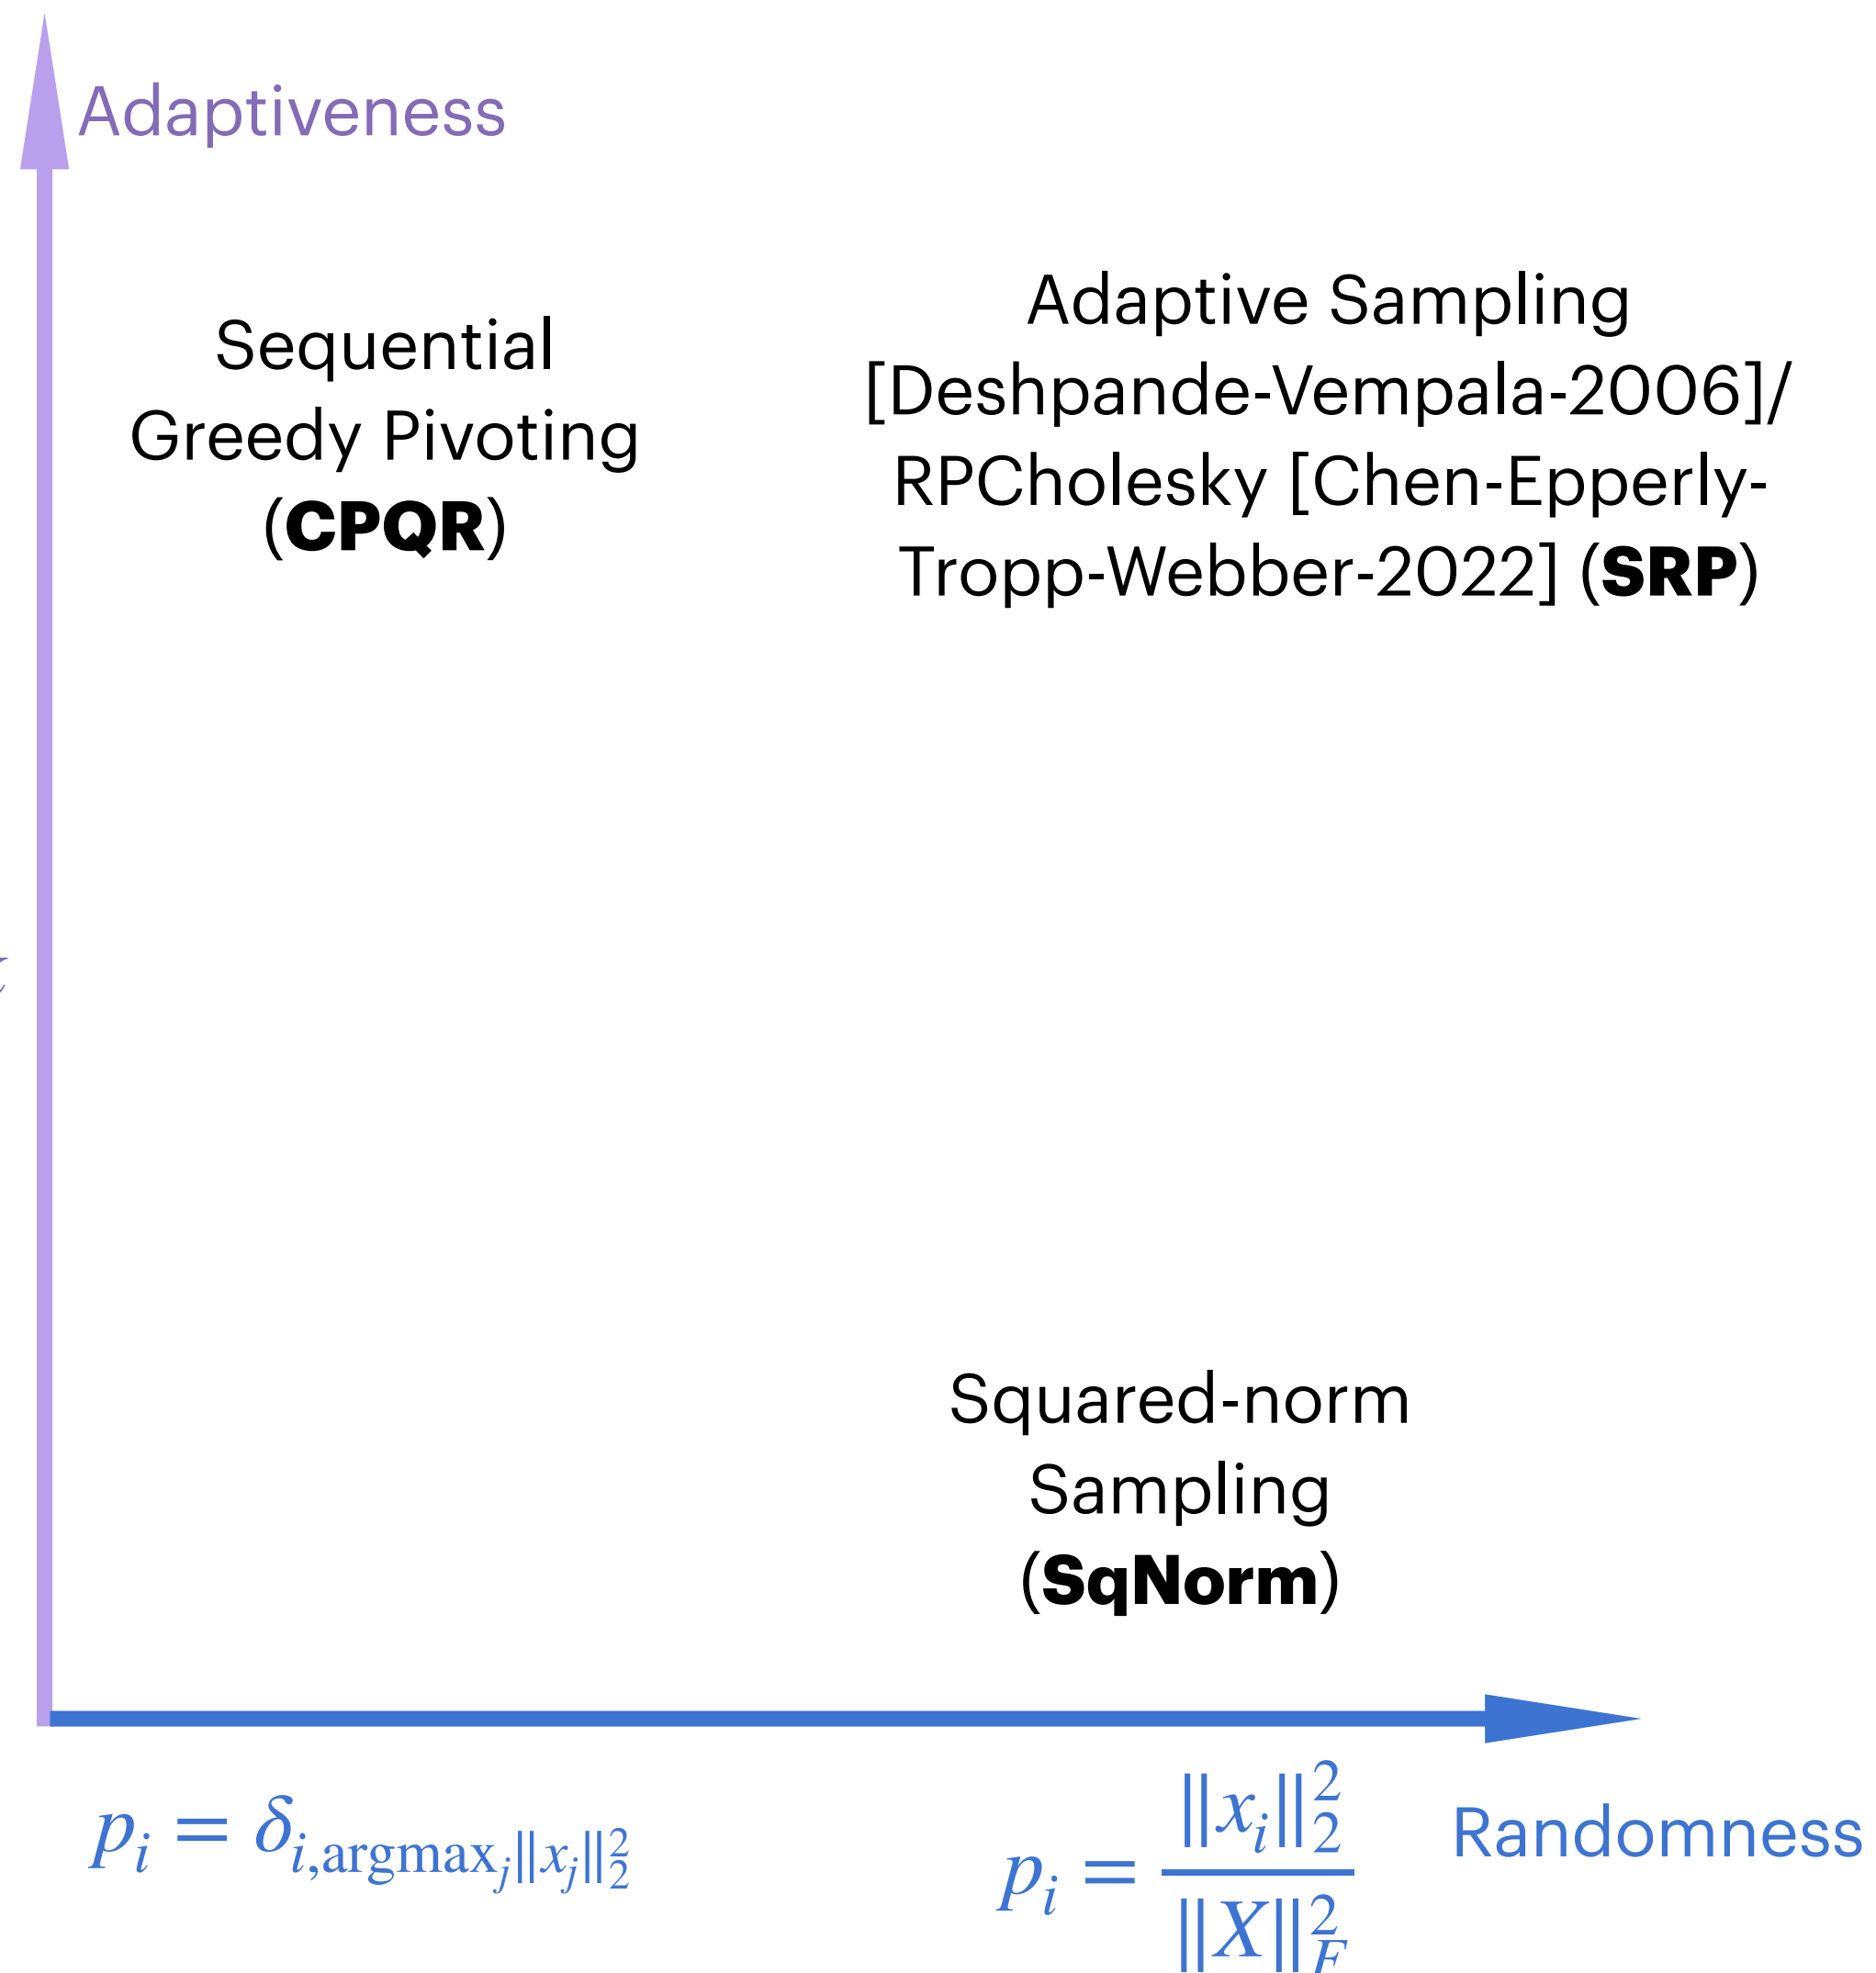 Adaptiveness
Sequential
Greedy Pivoting
(CPQR)
Adaptive Sampling
[Deshpande-Vempala-2006]/
RPCholesky [Chen-Epperly-
Tropp-Webber-2022] (SRP)
Squared-norm
Sampling
(SqNorm)
p_i = δ_{i,argmax_j||x_j||_2^2}
p_i = \frac{||x_i||_2^2}{||X||_F^2}
Randomness